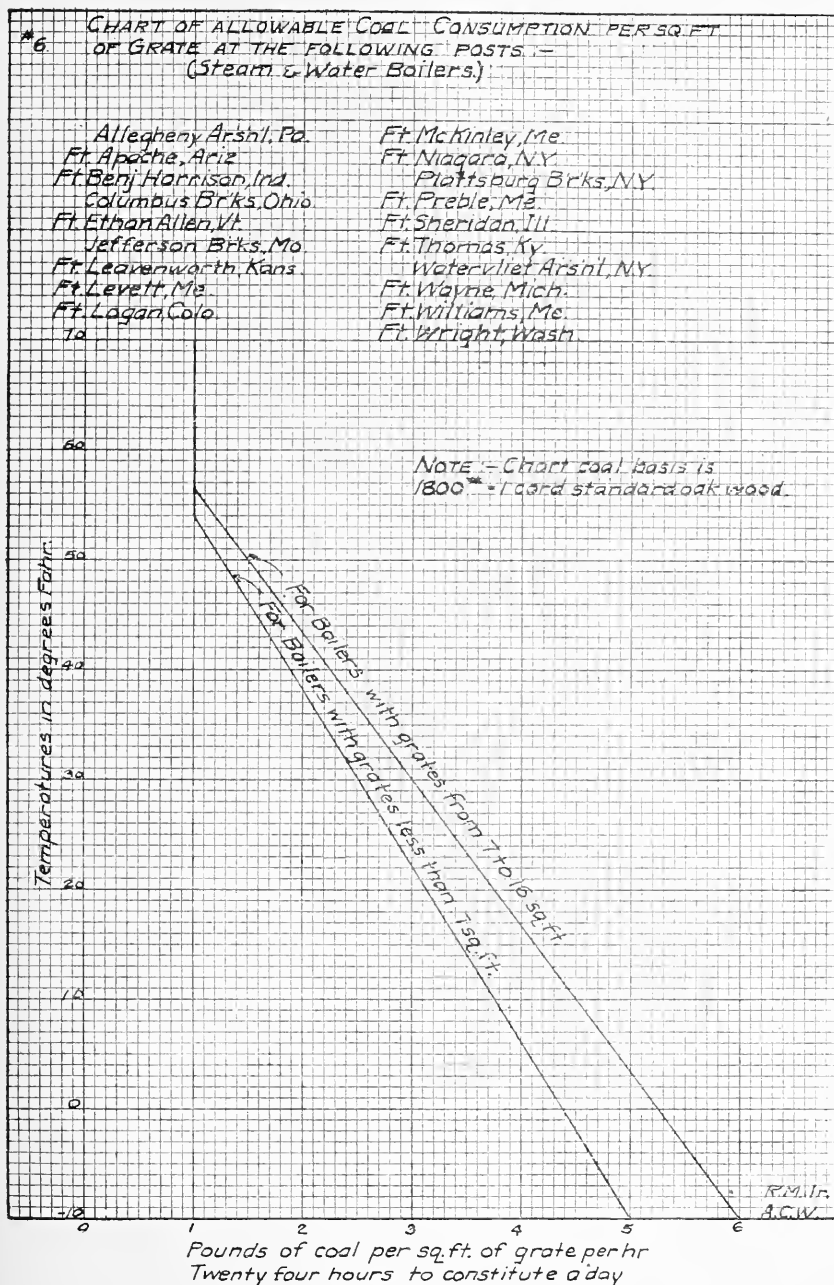 #6 CHART OF ALLOWABLE COAL CONSUMPTION PER SQ.FT
OF GRATE AT THE FOLLOWING POSTS:-
(Steam & Water Boilers.)
Allegheny Arsn'l, Pa.
Ft. Apache, Ariz
Ft. Benj Harrison, Ind.
Columbus Br'ks, Ohio.
Ft. Ethan Allen, Vt.
Jefferson Br'ks, Mo.
Ft. Leavenworth, Kans.
Ft. Levett, Me.
Ft. Logan, Colo.
Ft. McKinley, Me.
Ft. Niagara, N.Y.
Plattsburg Br'ks, N.Y.
Ft. Preble, Me.
Ft. Sheridan, Ill.
Ft. Thomas, Ky.
Watervliet Arsn'l, N.Y.
Ft. Wayne, Mich.
Ft. Williams, Me.
Ft. Wright, Wash.
NOTE:- Chart coal basis is
1800# - 1 cord standard oak wood.
Temperatures in degrees Fahr.
70
60
50
40
30
20
10
0
-10
For Boilers with grates from 7 to 16 sq.ft
For Boilers with grates less than 7 sq.ft.
0 1 2 3 4 5 6
R.M.Jr.
A.C.W.
Pounds of coal per sq.ft. of grate per hr
Twenty four hours to constitute a day